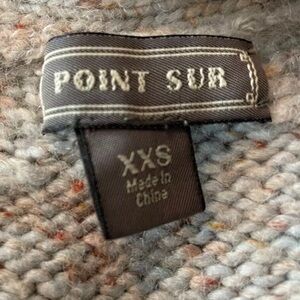 POINT SUR
XXS
Made in
China